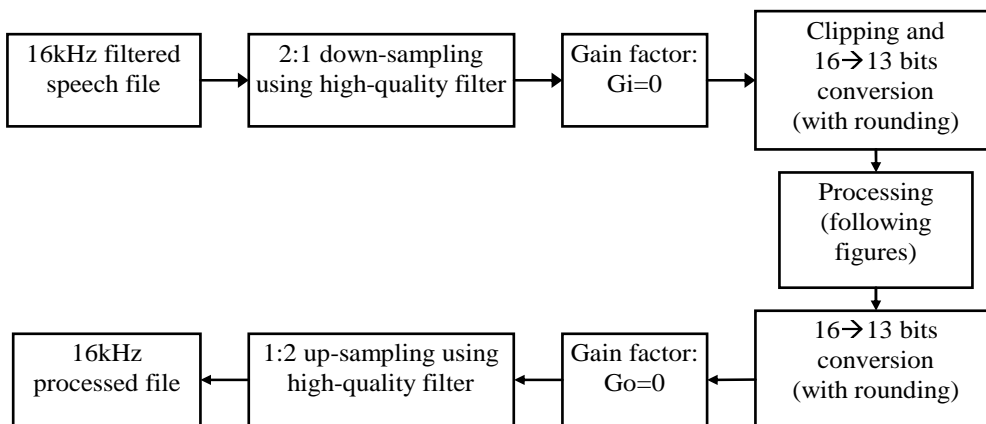 16kHz filtered
speech file
2:1 down-sampling
using high-quality filter
Gain factor:
Gi=0
Clipping and
16→13 bits
conversion
(with rounding)
Processing
(following
figures)
16→13 bits
conversion
(with rounding)
Gain factor:
Go=0
1:2 up-sampling using
high-quality filter
16kHz
processed file